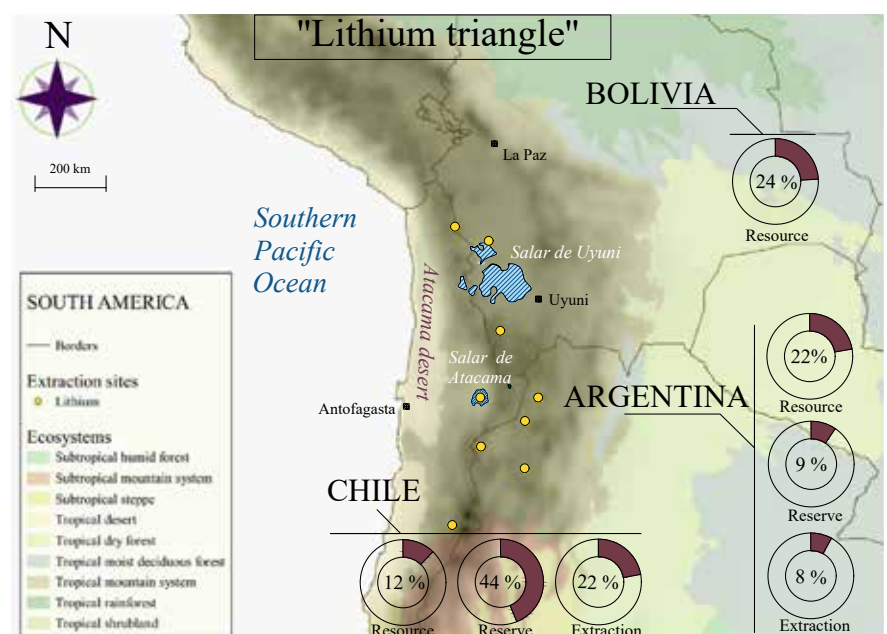 "Lithium triangle"
N
200 km
BOLIVIA
24 %
Resource
La Paz
Southern
Pacific
Ocean
Salar de Uyuni
Uyuni
Atacama desert
Salar de
Atacama
Antofagasta
ARGENTINA
22%
Resource
9 %
Reserve
8 %
Extraction
CHILE
12 %
Resource
44 %
Reserve
22 %
Extraction
SOUTH AMERICA
Borders
Extraction sites
Lithium
Ecosystems
Subtropical humid forest
Subtropical mountain system
Subtropical steppe
Tropical desert
Tropical dry forest
Tropical moist deciduous forest
Tropical mountain system
Tropical rainforest
Tropical shrubland